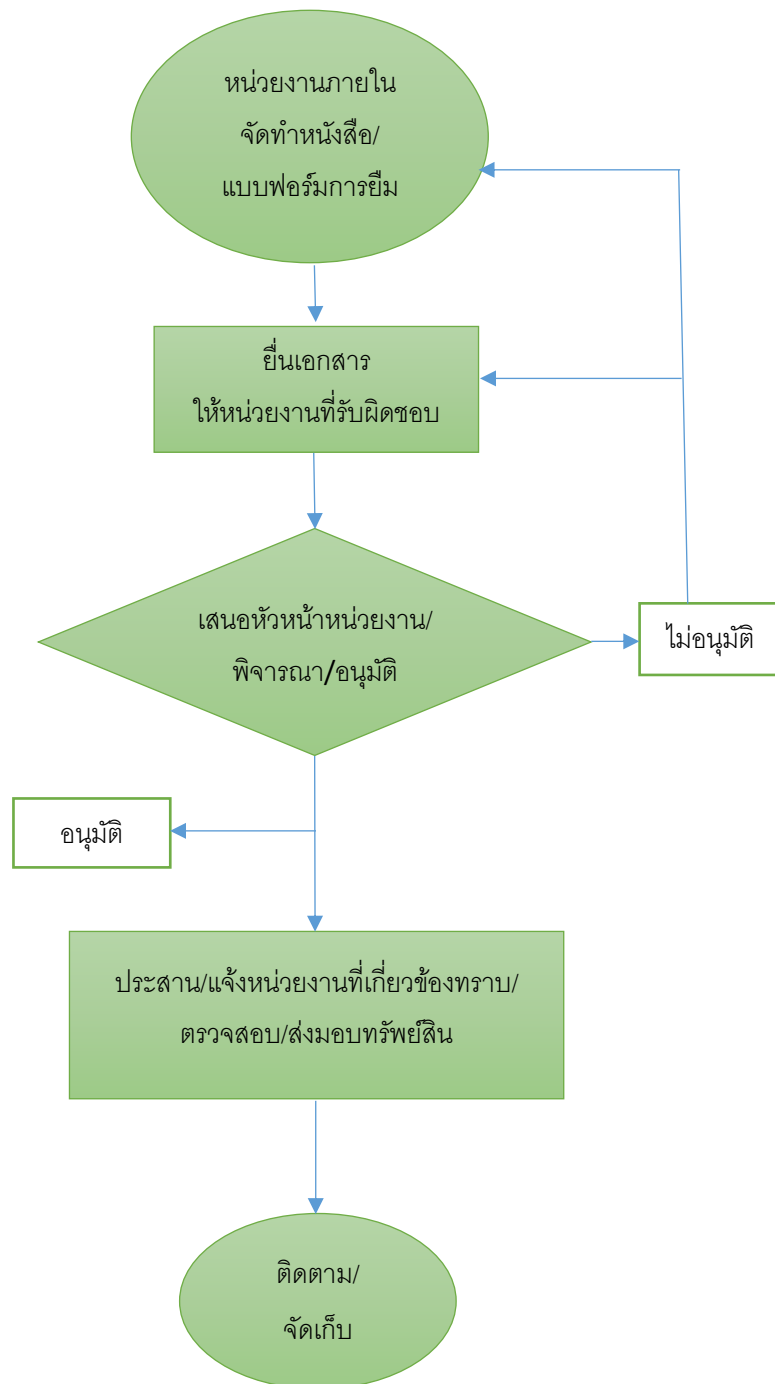 หน่วยงานภายใน
จัดทำหนังสือ/
แบบฟอร์มการยืม
ยื่นเอกสาร
ให้หน่วยงานที่รับผิดชอบ
เสนอหัวหน้าหน่วยงาน/
พิจารณา/อนุมัติ
ไม่อนุมัติ
อนุมัติ
ประสาน/แจ้งหน่วยงานที่เกี่ยวข้องทราบ/
ตรวจสอบ/ส่งมอบทรัพย์สิน
ติดตาม/
จัดเก็บ